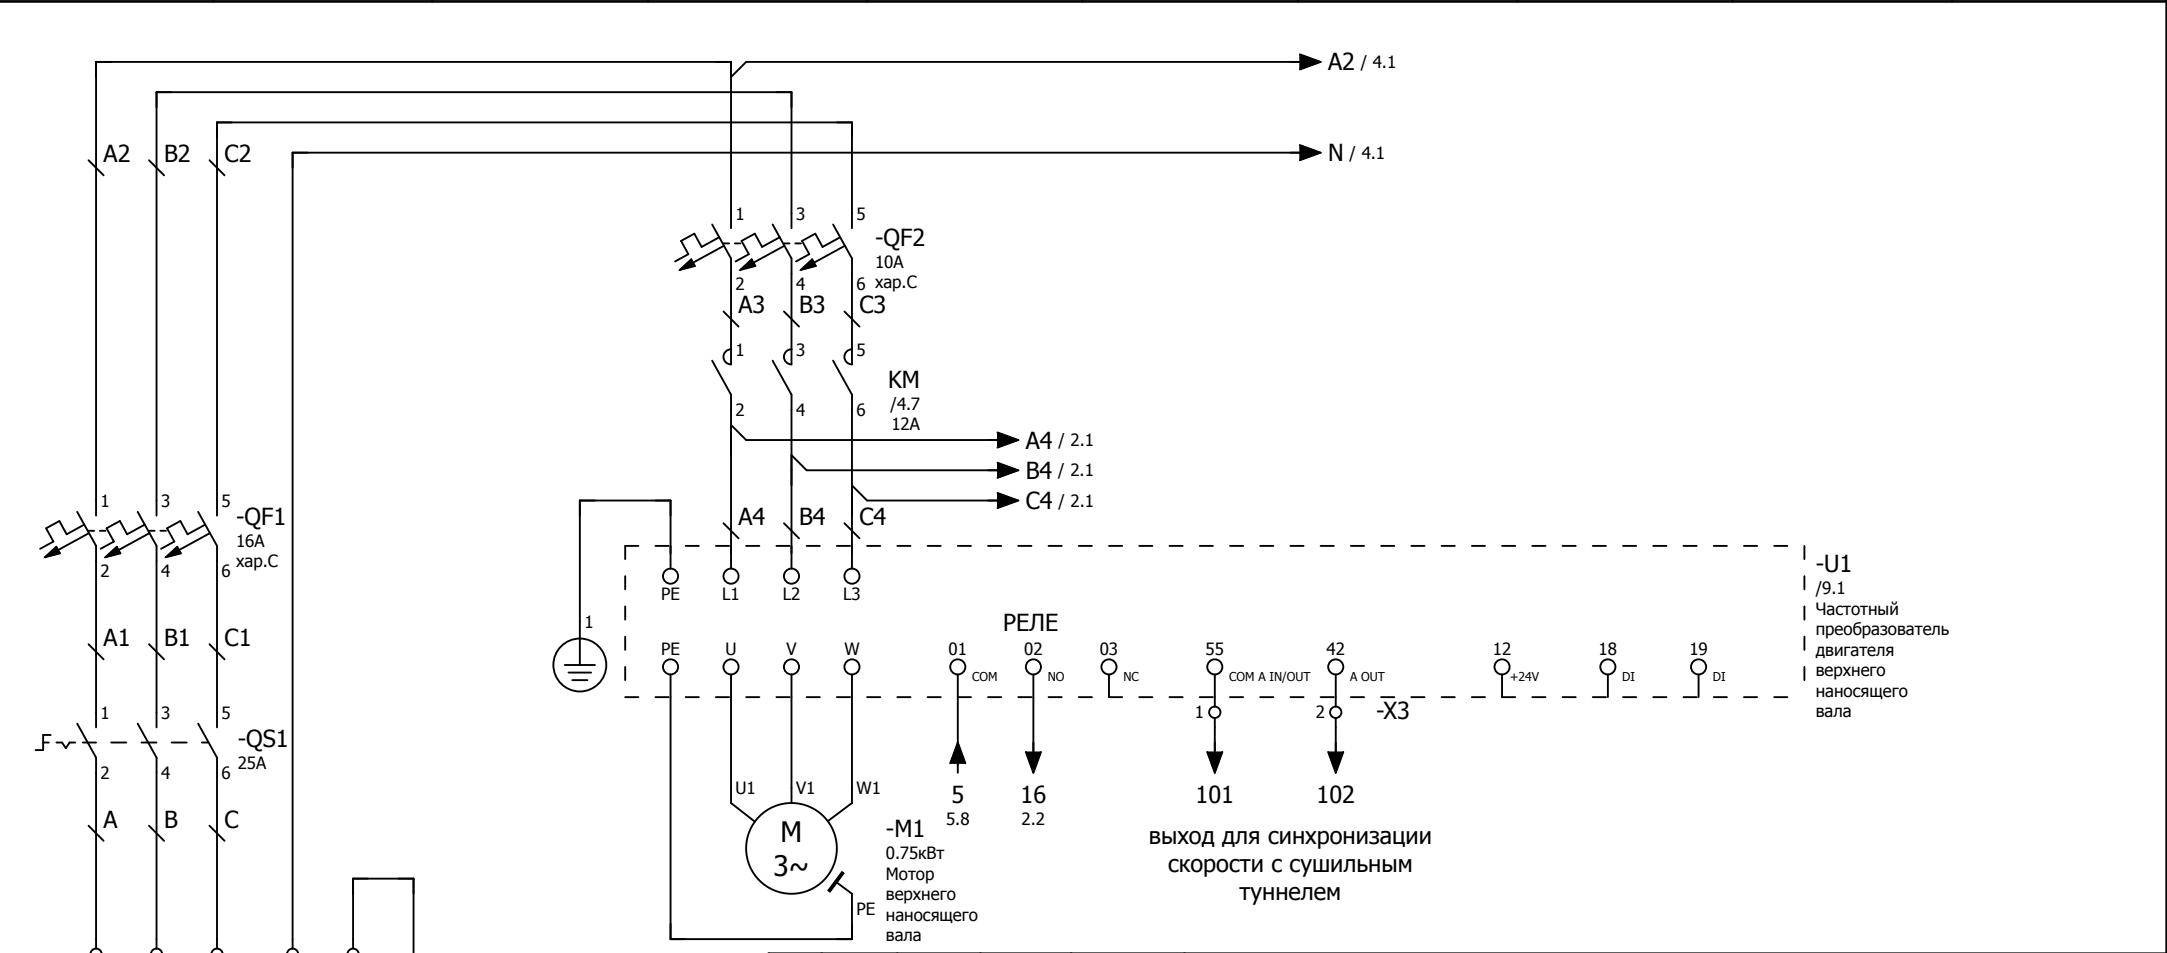 A2 / 4.1
N / 4.1
A2 B2 C2
1 3 5
-QF2
10А
хар.С
2 4 6
A3 B3 C3
1 3 5
KM
/4.7
12А
2 4 6
A4 / 2.1
B4 / 2.1
C4 / 2.1
1 3 5
-QF1
16А
хар.С
2 4 6
A4 B4 C4
-U1
/9.1
Частотный
преобразователь
двигателя
верхнего
наносящего
вала
PE L1 L2 L3
1
РЕЛЕ
A1 B1 C1
PE U V W 01 02 03 55 42 12 18 19
COM NO NC COM A IN/OUT A OUT +24V DI DI
1 3 5
1 2 -X3
-QS1
25А
2 4 6
U1 V1 W1
5 16 101 102
5.8 2.2
A B C
M
3~
-M1
0.75кВт
Мотор
верхнего
наносящего
вала
PE
выход для синхронизации
скорости с сушильным
туннелем